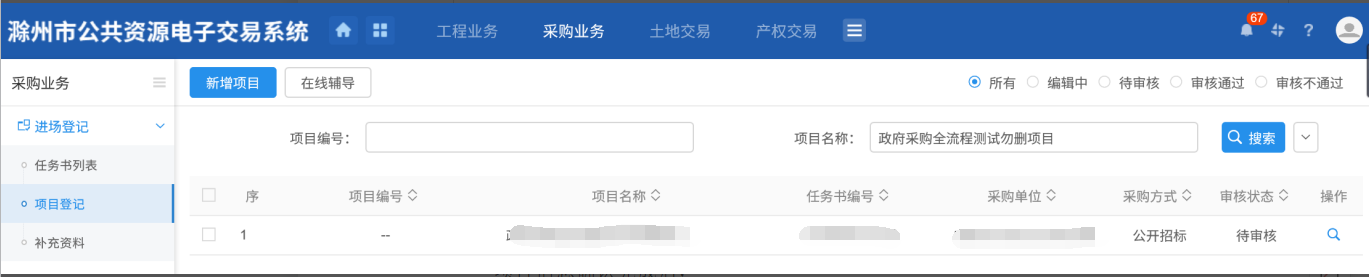 滁州市公共资源电子交易系统 工程业务 采购业务 土地交易 产权交易 67 ?
采购业务 新增项目 在线辅导 所有 编辑中 待审核 审核通过 审核不通过
进场登记
项目编号: 项目名称: 政府采购全流程测试勿删项目 搜索
任务书列表
序 项目编号 项目名称 任务书编号 采购单位 采购方式 审核状态 操作
项目登记
1 -- 公开招标 待审核
补充资料